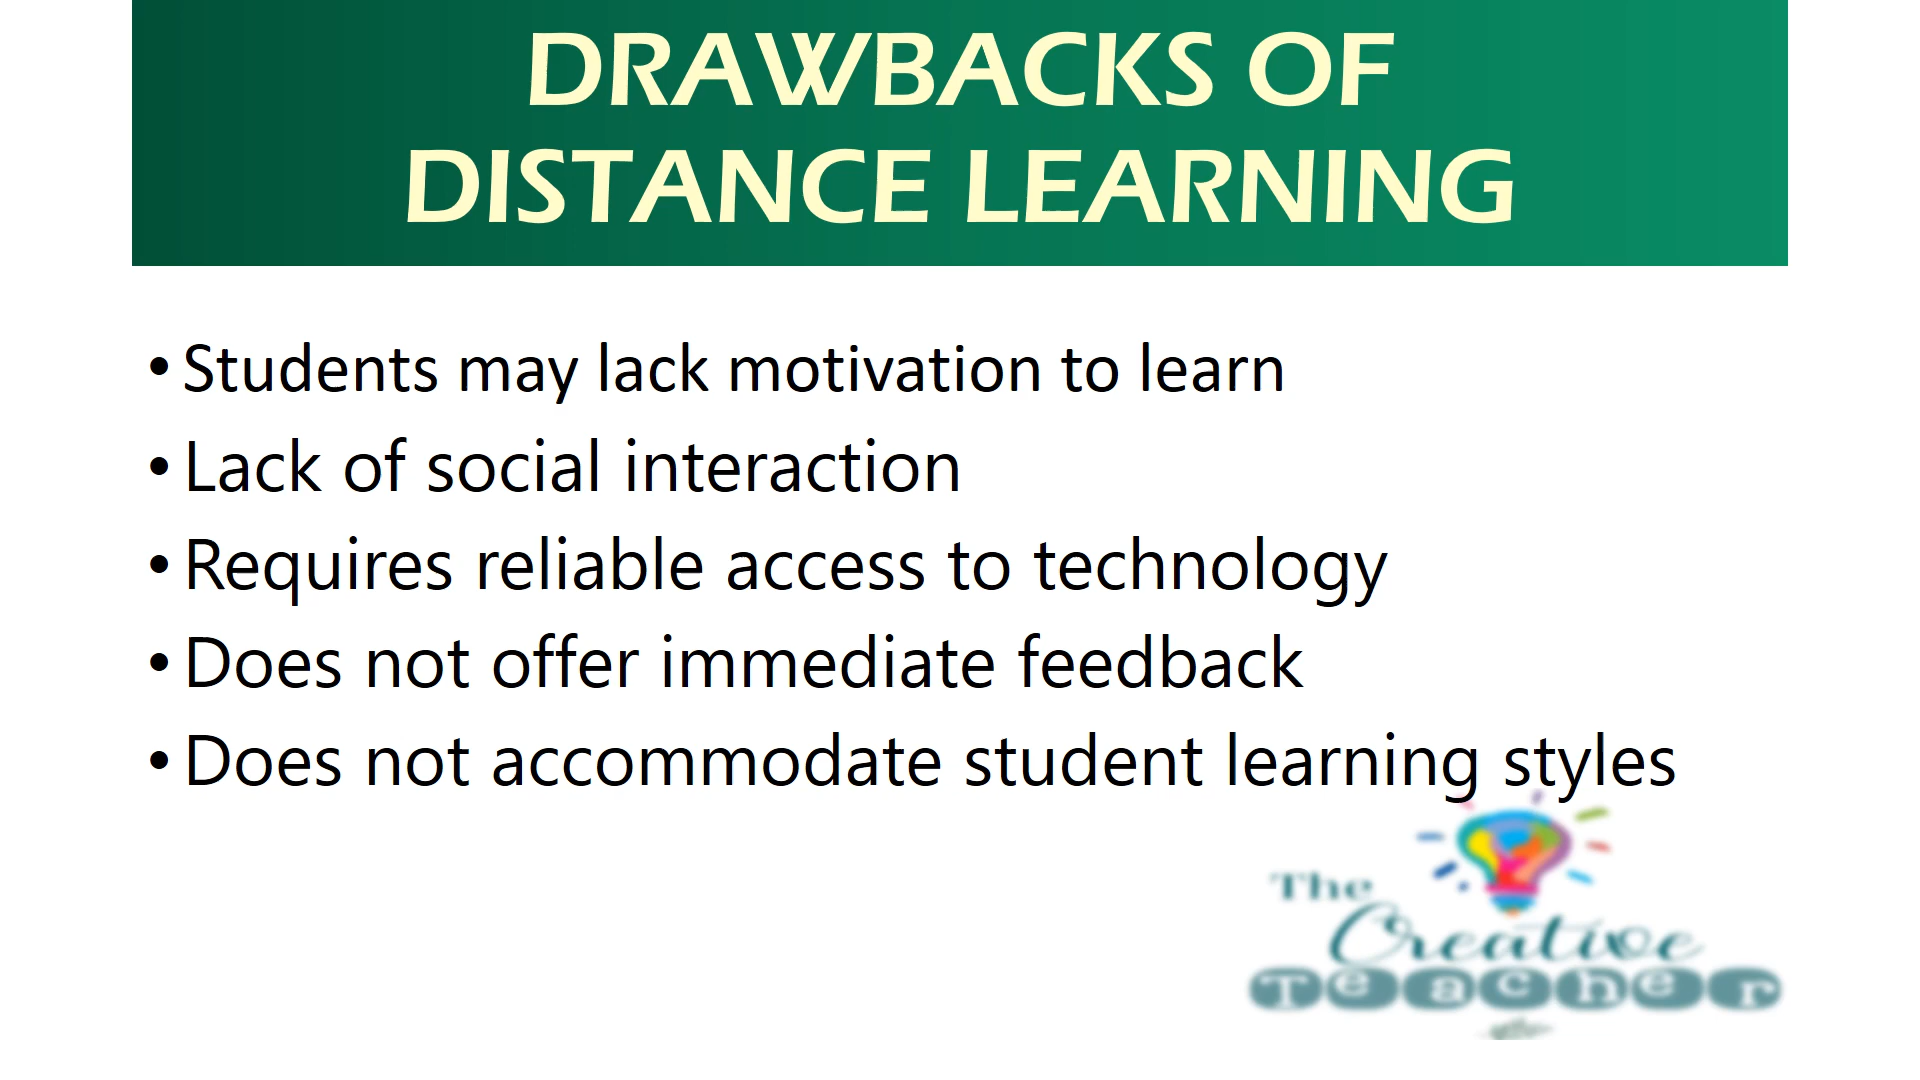 DRAWBACKS OF
DISTANCE LEARNING
• Students may lack motivation to learn
• Lack of social interaction
• Requires reliable access to technology
• Does not offer immediate feedback
• Does not accommodate student learning styles
The
Creative
Teacher